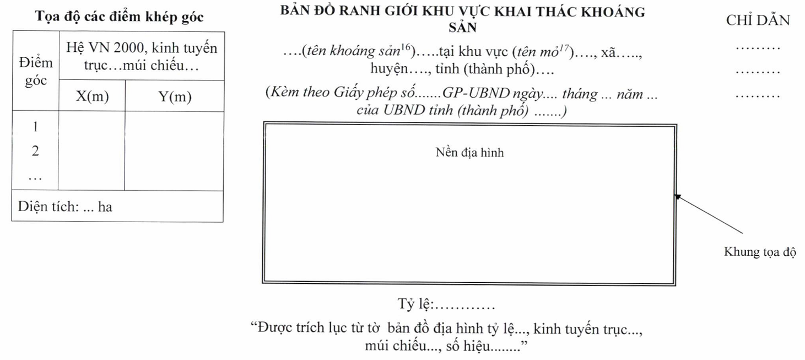 Tọa độ các điểm khép góc
Điểm góc
Hệ VN 2000, kinh tuyến
trục…múi chiếu…
X(m) Y(m)
1
2
…
Diện tích: ... ha
BẢN ĐỒ RANH GIỚI KHU VỰC KHAI THÁC KHOÁNG
SẢN
….(tên khoáng sản16)…..tại khu vực (tên mỏ17)…., xã…..,
huyện…., tỉnh (thành phố)….
(Kèm theo Giấy phép số.......GP-UBND ngày.... tháng ... năm ...
của UBND tỉnh (thành phố) .......)
Nền địa hình
Tỷ lệ:…………
“Được trích lục từ tờ bản đồ địa hình tỷ lệ..., kinh tuyến trục...,
múi chiếu..., số hiệu........”
CHỈ DẪN
………
………
………
Khung tọa độ